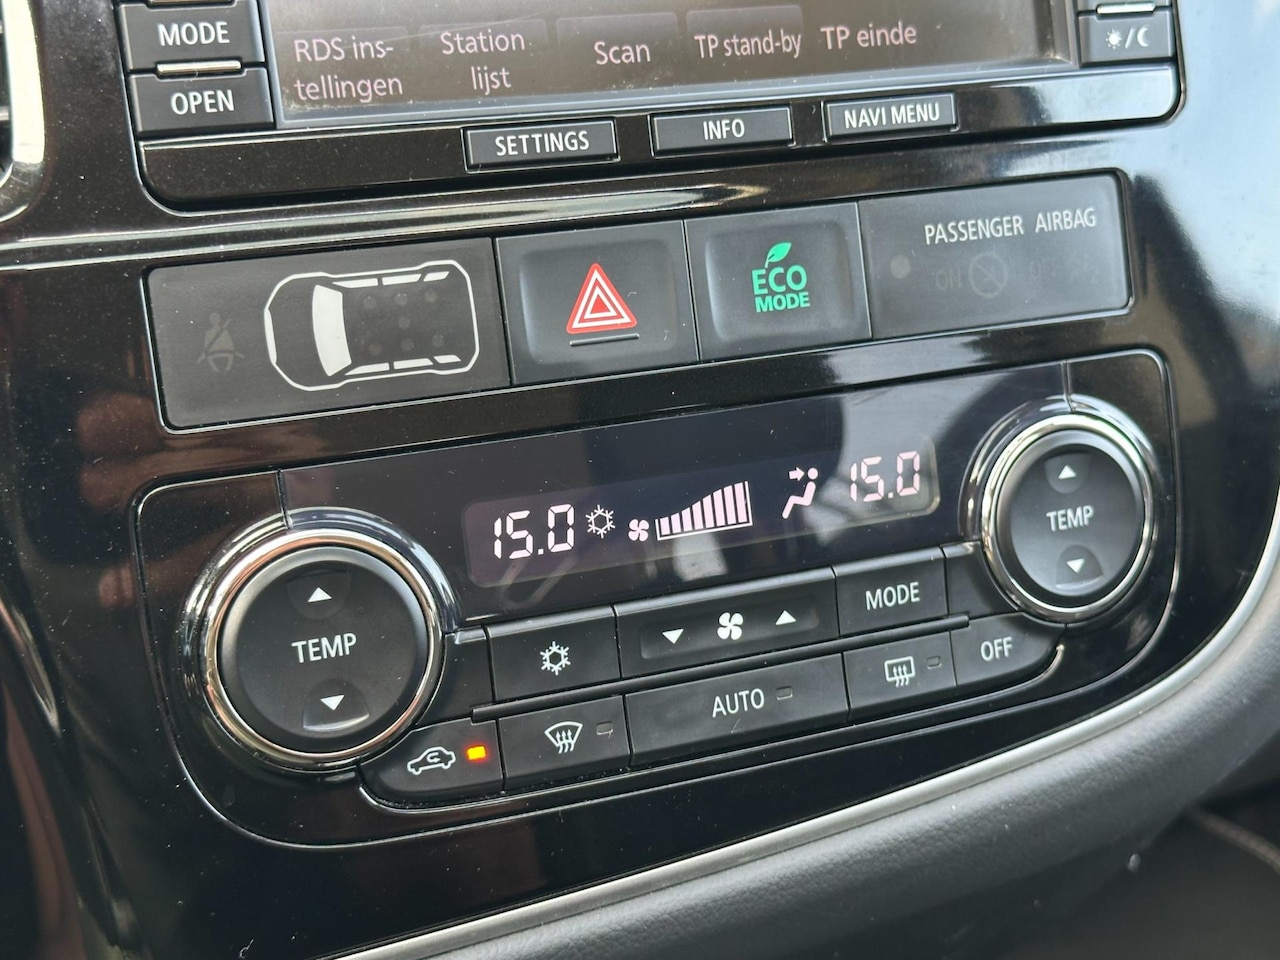 MODE
OPEN
RDS ins-
tellingen
Station
lijst
Scan
TP stand-by
TP einde
SETTINGS
INFO
NAVI MENU
ECO
MODE
PASSENGER AIRBAG
ON
15.0
15.0
TEMP
TEMP
MODE
AUTO
OFF